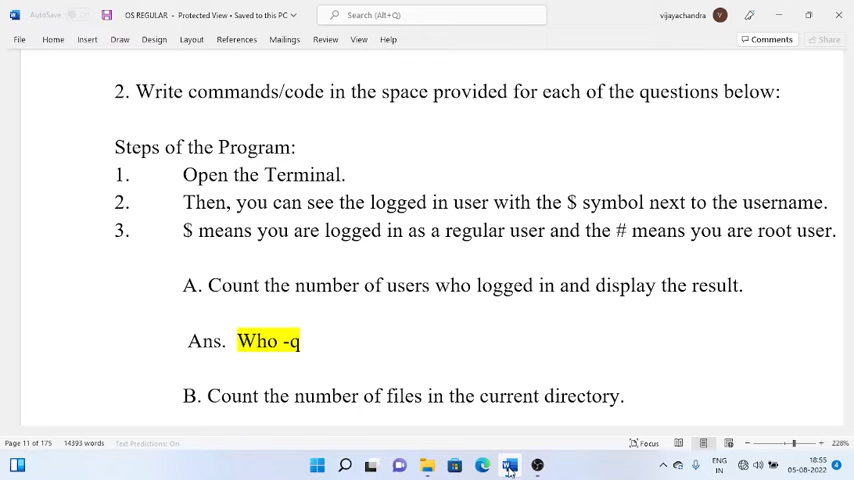 AutoSave OS REGULAR - Protected View • Saved to this PC Search (Alt+Q) vijayachandra V
File Home Insert Draw Design Layout References Mailings Review View Help Comments Share
2. Write commands/code in the space provided for each of the questions below:
Steps of the Program:
1. Open the Terminal.
2. Then, you can see the logged in user with the $ symbol next to the username.
3. $ means you are logged in as a regular user and the # means you are root user.
A. Count the number of users who logged in and display the result.
Ans. Who -q
B. Count the number of files in the current directory.
Page 11 of 175 14393 words Text Predictions: On Focus 228%
ENG
IN
18:55
05-08-2022
4